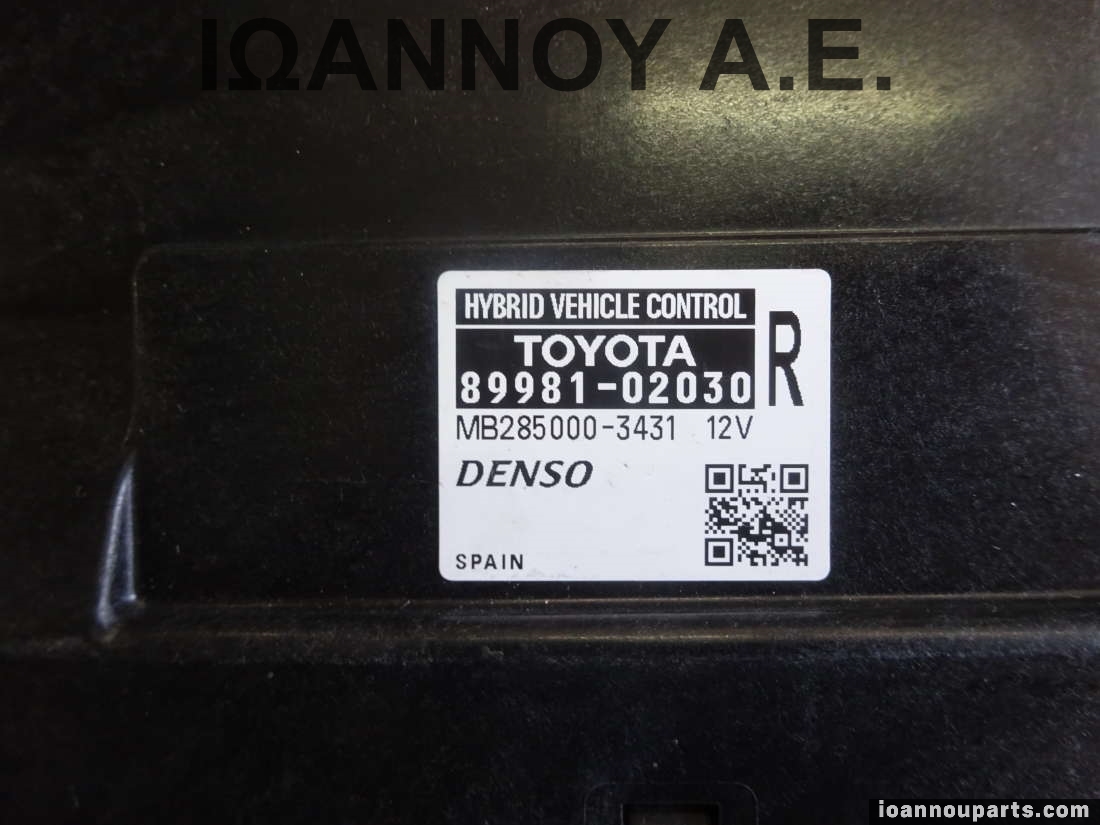 ΙΩΑΝΝΟΥ Α.Ε.
HYBRID VEHICLE CONTROL
TOYOTA R
89981-02030
MB285000-3431 12V
DENSO
SPAIN
ioannouparts.com